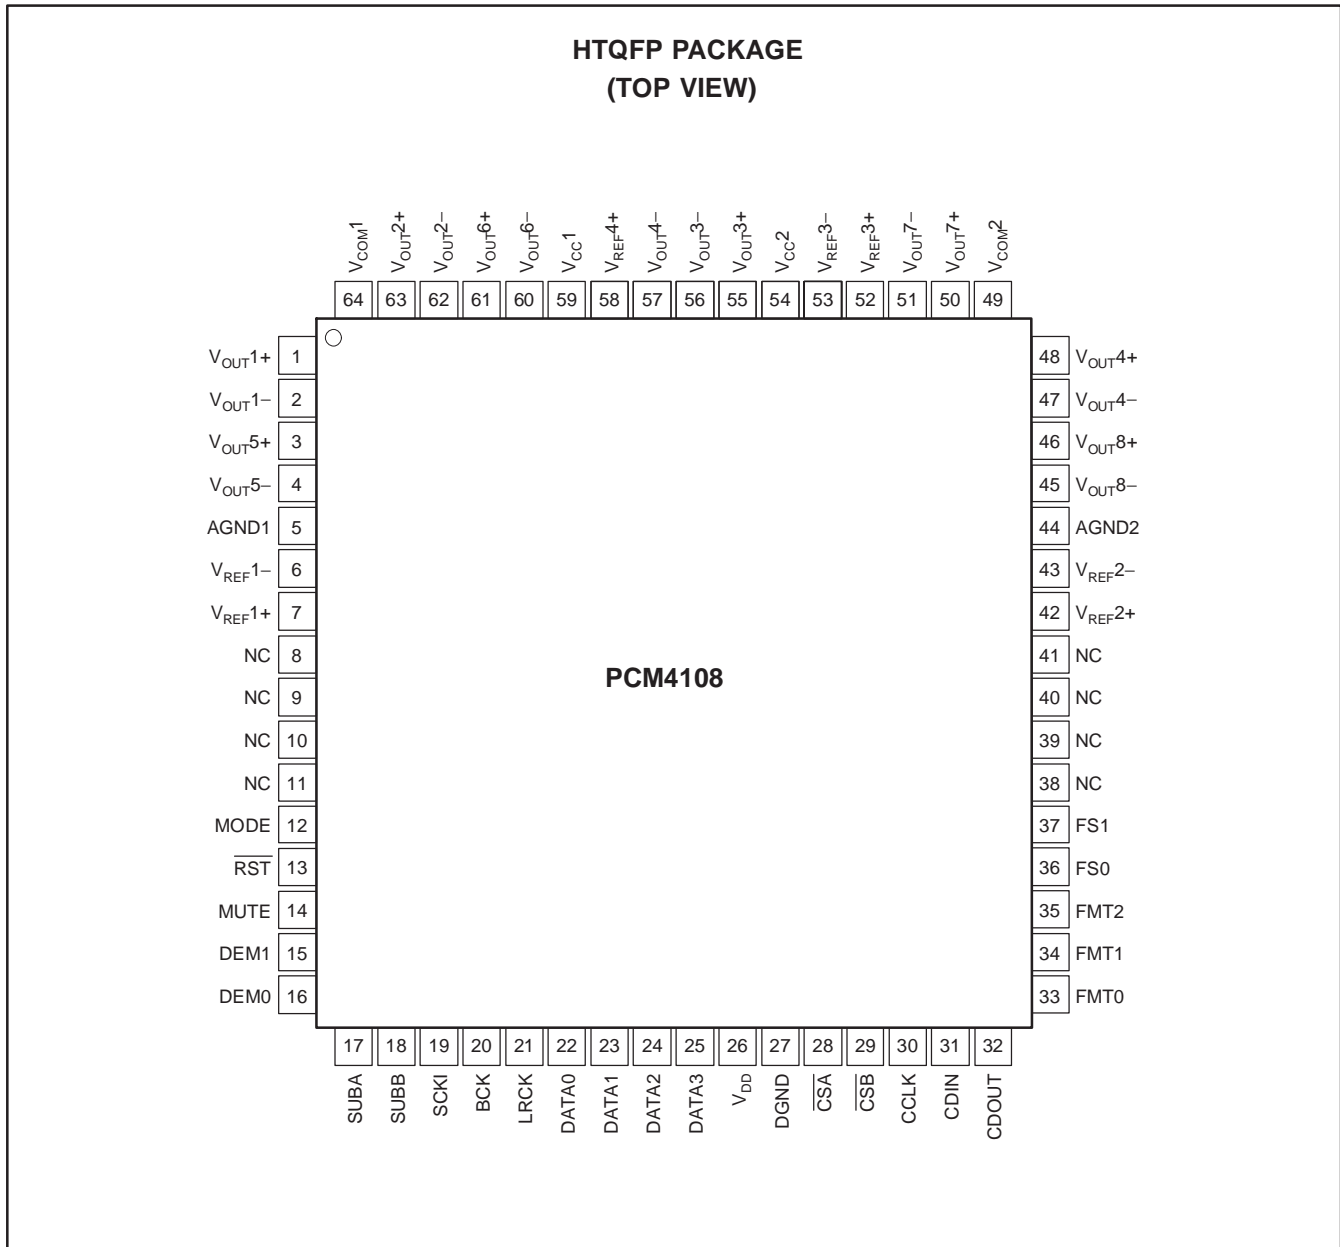 HTQFP PACKAGE
(TOP VIEW)
VCOM1
VOUT2+
VOUT2−
VOUT6+
VOUT6−
VCC1
VREF4+
VOUT4−
VOUT3−
VOUT3+
VCC2
VREF3−
VREF3+
VOUT7−
VOUT7+
VCOM2
64 63 62 61 60 59 58 57 56 55 54 53 52 51 50 49
VOUT1+ 1
VOUT1− 2
VOUT5+ 3
VOUT5− 4
AGND1 5
VREF1− 6
VREF1+ 7
NC 8
NC 9
NC 10
NC 11
MODE 12
RST 13
MUTE 14
DEM1 15
DEM0 16
PCM4108
48 VOUT4+
47 VOUT4−
46 VOUT8+
45 VOUT8−
44 AGND2
43 VREF2−
42 VREF2+
41 NC
40 NC
39 NC
38 NC
37 FS1
36 FS0
35 FMT2
34 FMT1
33 FMT0
17 18 19 20 21 22 23 24 25 26 27 28 29 30 31 32
SUBA
SUBB
SCKI
BCK
LRCK
DATA0
DATA1
DATA2
DATA3
VDD
DGND
CSA
CSB
CCLK
CDIN
CDOUT